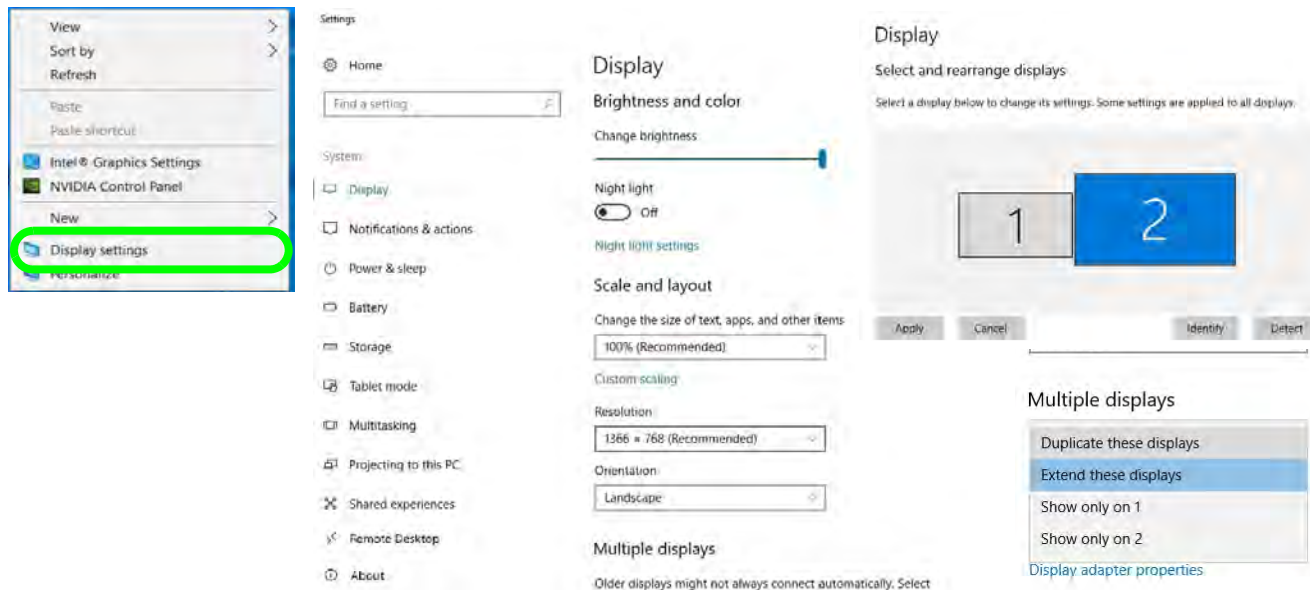 View
Sort by
Refresh
Paste
Paste shortcut
Intel® Graphics Settings
NVIDIA Control Panel
New
Display settings
Personalize
Settings
Home
Find a setting
System
Display
Notifications & actions
Power & sleep
Battery
Storage
Tablet mode
Multitasking
Projecting to this PC
Shared experiences
Remote Desktop
About
Display
Brightness and color
Change brightness
Night light
Off
Night light settings
Scale and layout
Change the size of text, apps, and other items
100% (Recommended)
Custom scaling
Resolution
1366 × 768 (Recommended)
Orientation
Landscape
Multiple displays
Older displays might not always connect automatically. Select
Display
Select and rearrange displays
Select a display below to change its settings. Some settings are applied to all displays.
1 2
Apply Cancel Identify Detect
Multiple displays
Duplicate these displays
Extend these displays
Show only on 1
Show only on 2
Display adapter properties